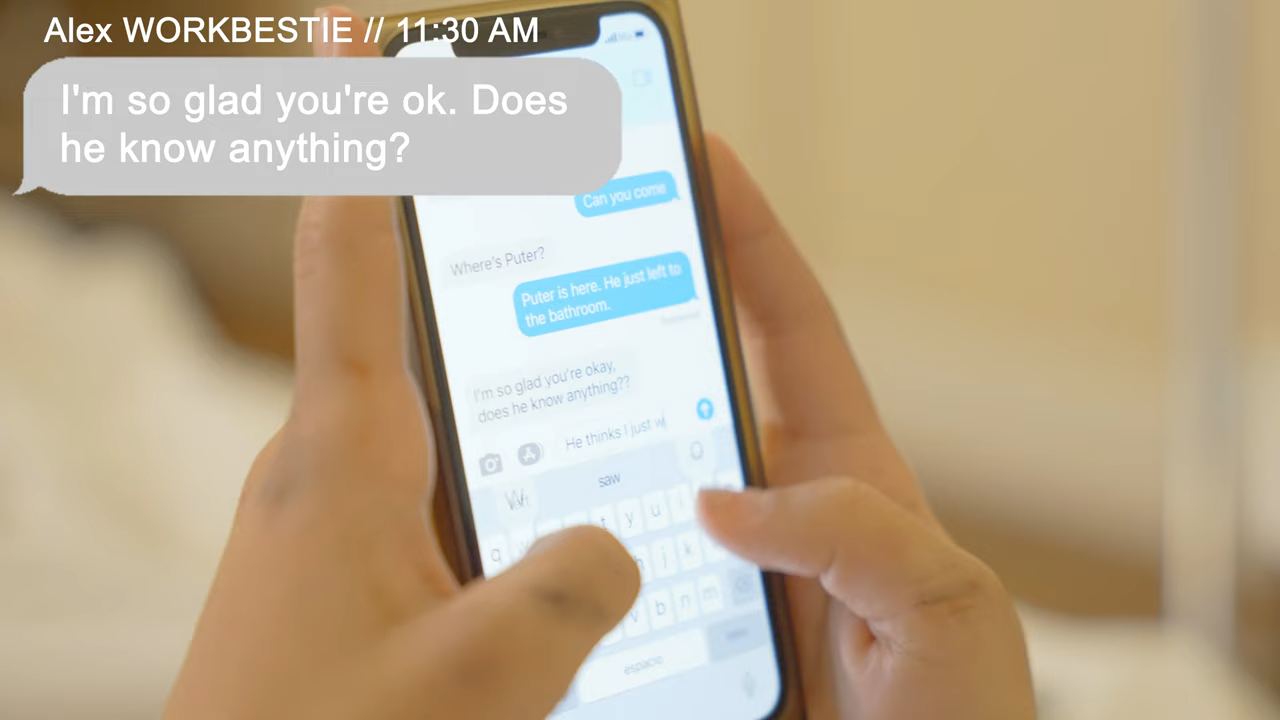 Alex WORKBESTIE // 11:30 AM
I'm so glad you're ok. Does
he know anything?
Can you come
Where's Puter?
Puter is here. He just left to
the bathroom.
I'm so glad you're okay,
does he know anything??
He thinks I just w
saw
q
t y u i
h j k
v b n m
espacio